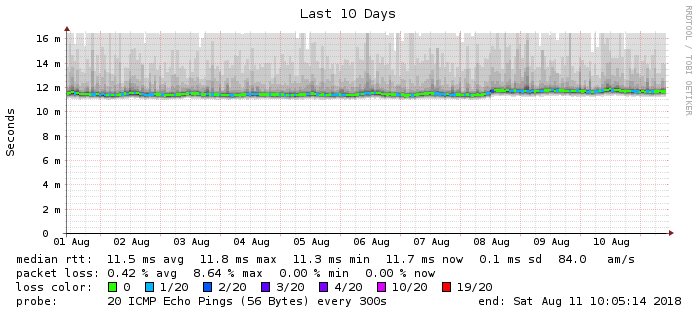 Last 10 Days
RRDTOOL / TOBI OETIKER
Seconds
16 m
14 m
12 m
10 m
8 m
6 m
4 m
2 m
0
01 Aug 02 Aug 03 Aug 04 Aug 05 Aug 06 Aug 07 Aug 08 Aug 09 Aug 10 Aug
median rtt: 11.5 ms avg 11.8 ms max 11.3 ms min 11.7 ms now 0.1 ms sd 84.0 am/s
packet loss: 0.42 % avg 8.64 % max 0.00 % min 0.00 % now
loss color: 0 1/20 2/20 3/20 4/20 10/20 19/20
probe: 20 ICMP Echo Pings (56 Bytes) every 300s end: Sat Aug 11 10:05:14 2018